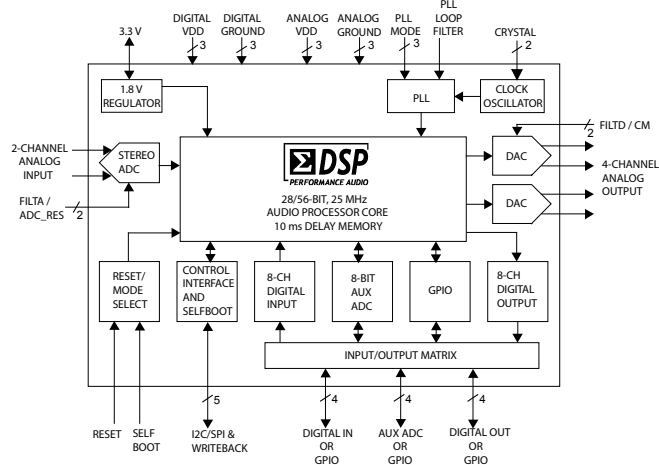 3.3 V
DIGITAL
VDD
3
DIGITAL
GROUND
3
ANALOG
VDD
3
ANALOG
GROUND
3
PLL
MODE
3
PLL
LOOP
FILTER
CRYSTAL
2
1.8 V
REGULATOR
PLL
CLOCK
OSCILLATOR
2-CHANNEL
ANALOG
INPUT
STEREO
ADC
FILTA /
ADC_RES
2
ΣDSP
PERFORMANCE AUDIO
28/56-BIT, 25 MHz
AUDIO PROCESSOR CORE
10 ms DELAY MEMORY
DAC
DAC
FILTD / CM
2
4-CHANNEL
ANALOG
OUTPUT
RESET/
MODE
SELECT
CONTROL
INTERFACE
AND
SELFBOOT
8-CH
DIGITAL
INPUT
8-BIT
AUX
ADC
GPIO
8-CH
DIGITAL
OUTPUT
INPUT/OUTPUT MATRIX
5
4
4
4
RESET
SELF
BOOT
I2C/SPI &
WRITEBACK
DIGITAL IN
OR
GPIO
AUX ADC
OR
GPIO
DIGITAL OUT
OR
GPIO